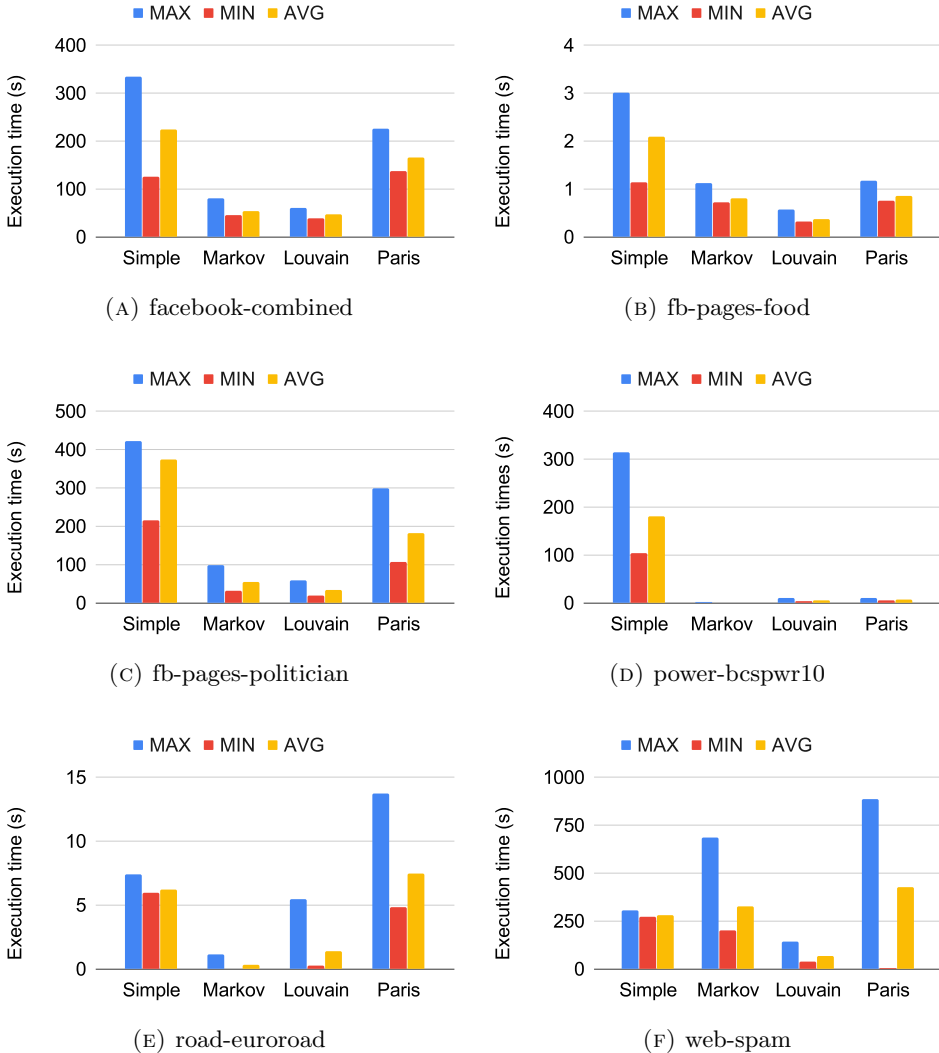 MAX MIN AVG
Execution time (s)
400
300
200
100
0
Simple Markov Louvain Paris
(A) facebook-combined
MAX MIN AVG
Execution time (s)
4
3
2
1
0
Simple Markov Louvain Paris
(B) fb-pages-food
MAX MIN AVG
Execution time (s)
500
400
300
200
100
0
Simple Markov Louvain Paris
(C) fb-pages-politician
MAX MIN AVG
Execution times (s)
400
300
200
100
0
Simple Markov Louvain Paris
(D) power-bcspwr10
MAX MIN AVG
Execution time (s)
15
10
5
0
Simple Markov Louvain Paris
(E) road-euroroad
MAX MIN AVG
Execution time (s)
1000
750
500
250
0
Simple Markov Louvain Paris
(F) web-spam